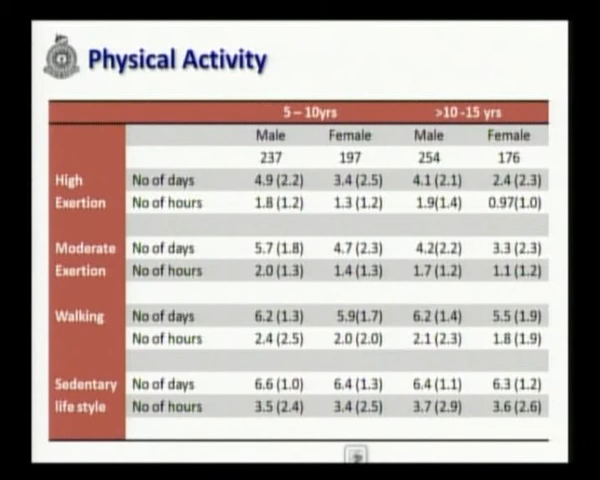 Physical Activity
5 – 10yrs >10 -15 yrs
Male Female Male Female
237 197 254 176
High No of days 4.9 (2.2) 3.4 (2.5) 4.1 (2.1) 2.4 (2.3)
Exertion No of hours 1.8 (1.2) 1.3 (1.2) 1.9(1.4) 0.97(1.0)
Moderate No of days 5.7 (1.8) 4.7 (2.3) 4.2(2.2) 3.3 (2.3)
Exertion No of hours 2.0 (1.3) 1.4 (1.3) 1.7 (1.2) 1.1 (1.2)
Walking No of days 6.2 (1.3) 5.9(1.7) 6.2 (1.4) 5.5 (1.9)
No of hours 2.4 (2.5) 2.0 (2.0) 2.1 (2.3) 1.8 (1.9)
Sedentary No of days 6.6 (1.0) 6.4 (1.3) 6.4 (1.1) 6.3 (1.2)
life style No of hours 3.5 (2.4) 3.4 (2.5) 3.7 (2.9) 3.6 (2.6)